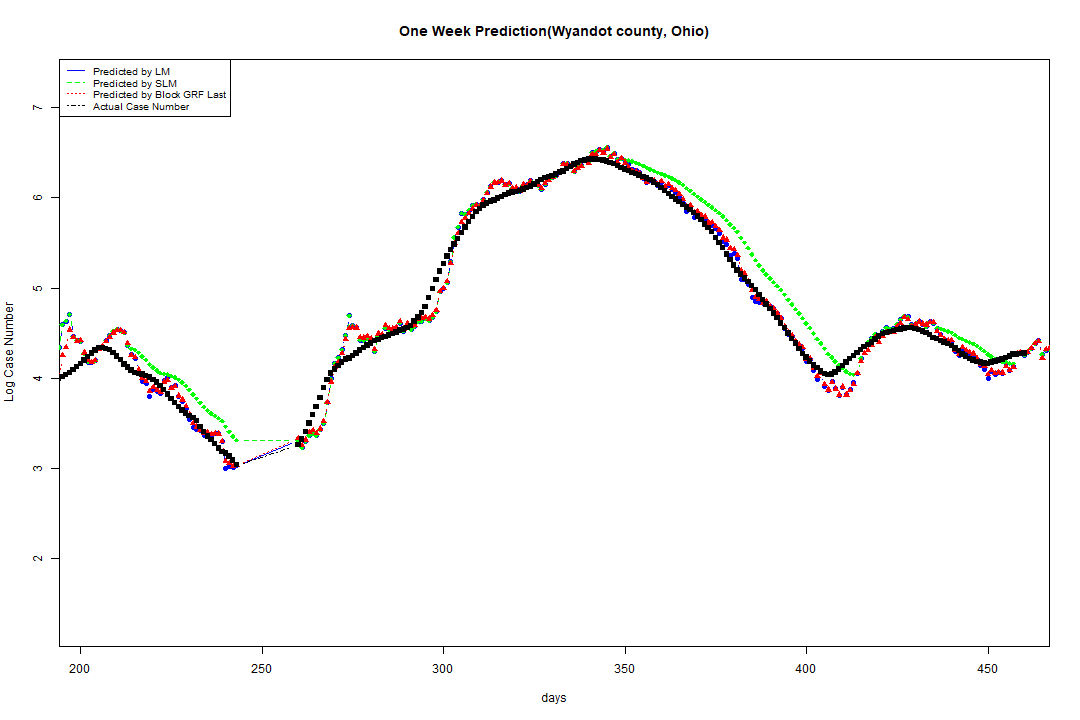 One Week Prediction(Wyandot county, Ohio)
Predicted by LM
Predicted by SLM
Predicted by Block GRF Last
Actual Case Number
7
6
5
4
3
2
Log Case Number
200 250 300 350 400 450
days